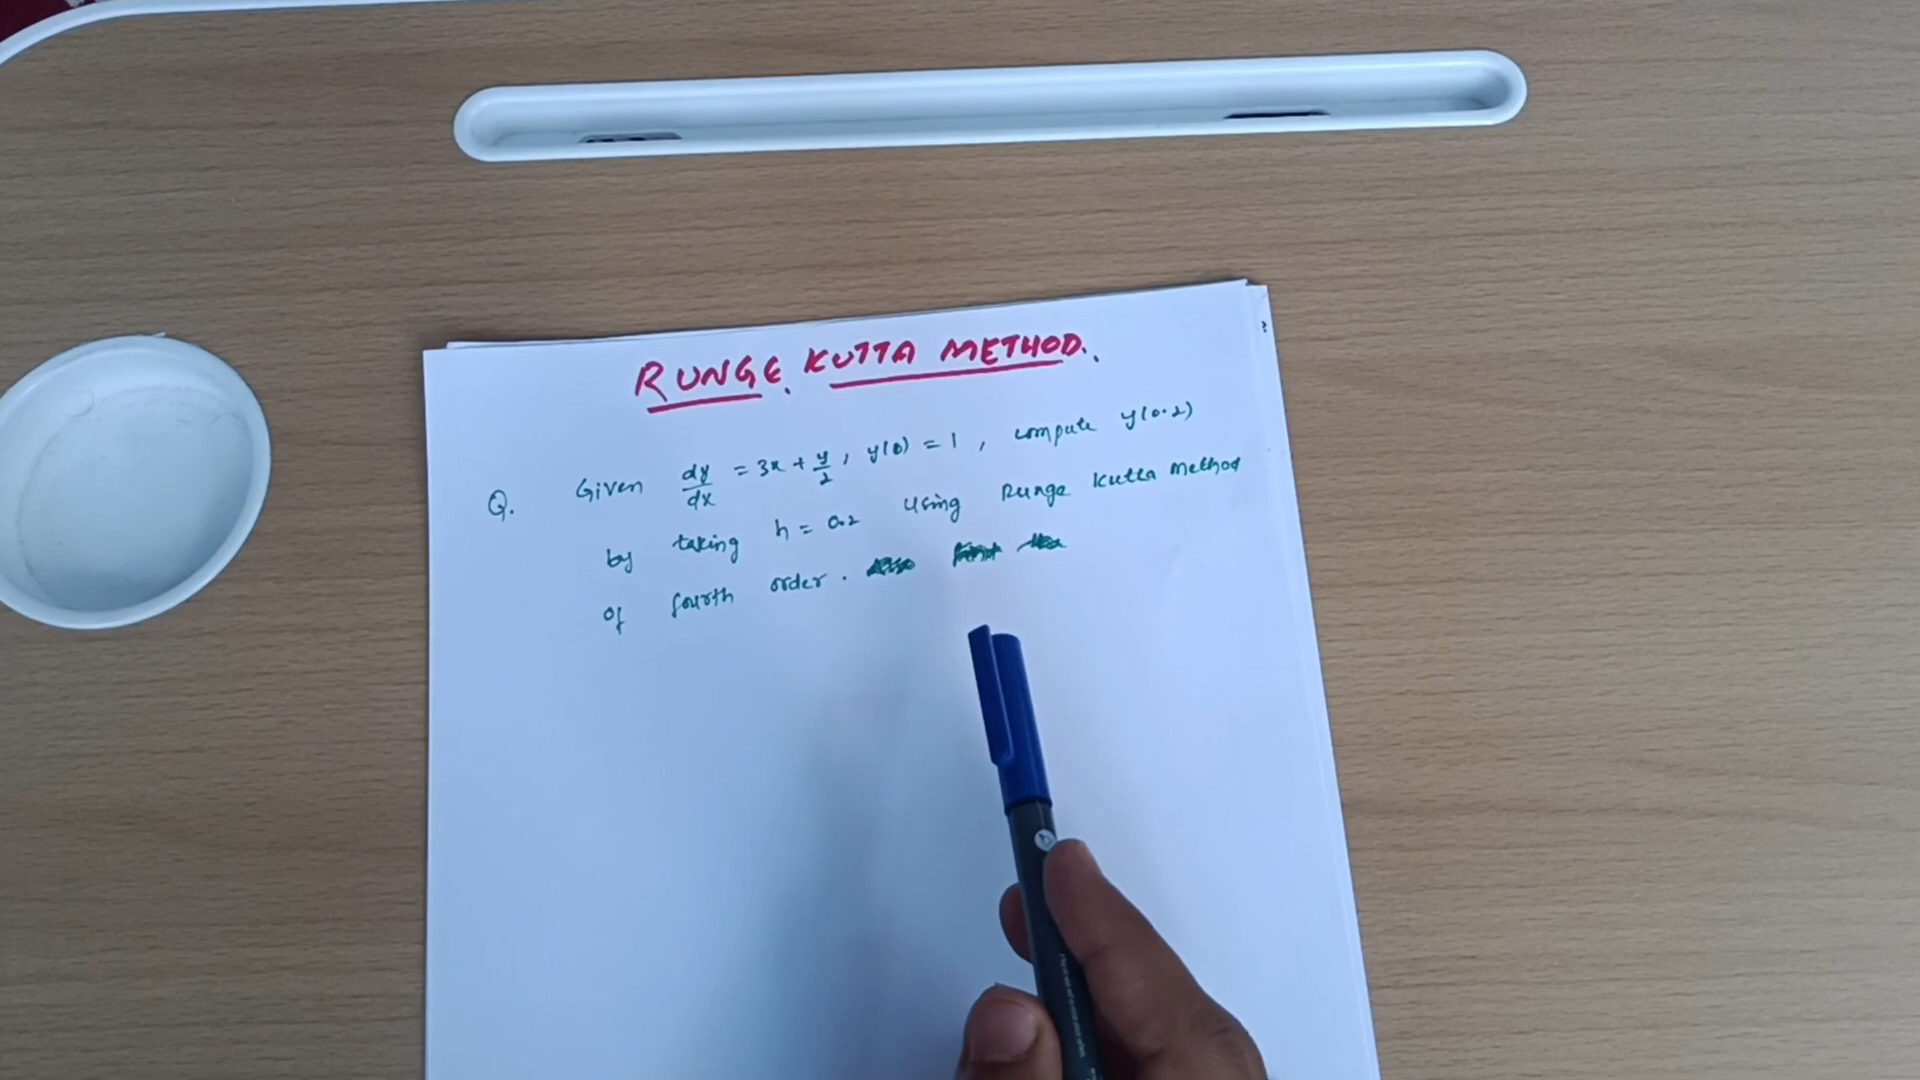 RUNGE KUTTA METHOD.
Q. Given dy/dx = 3x + y/2, y(0) = 1, compute y(0.2)
by taking h = 0.2 using Runge Kutta Method
of fourth order.